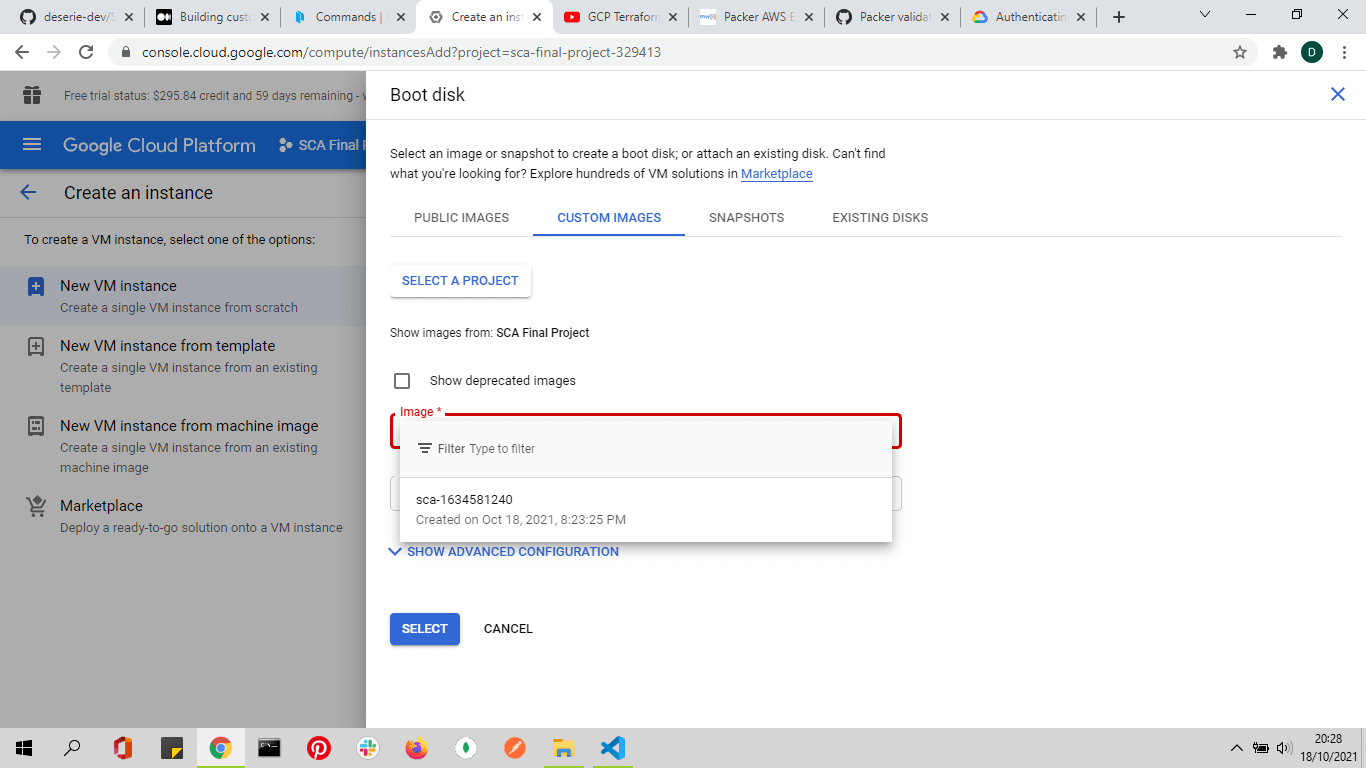 deserie-dev/S
Building custo
Commands |
Create an inst
GCP Terraform
Packer AWS E
Packer validat
Authenticatin
console.cloud.google.com/compute/instancesAdd?project=sca-final-project-329413
D
Free trial status: $295.84 credit and 59 days remaining -
Google Cloud Platform
SCA Final
Create an instance
To create a VM instance, select one of the options:
New VM instance
Create a single VM instance from scratch
New VM instance from template
Create a single VM instance from an existing
template
New VM instance from machine image
Create a single VM instance from an existing
machine image
Marketplace
Deploy a ready-to-go solution onto a VM instance
Boot disk
Select an image or snapshot to create a boot disk; or attach an existing disk. Can't find
what you're looking for? Explore hundreds of VM solutions in Marketplace
PUBLIC IMAGES
CUSTOM IMAGES
SNAPSHOTS
EXISTING DISKS
SELECT A PROJECT
Show images from: SCA Final Project
Show deprecated images
Image *
Filter Type to filter
sca-1634581240
Created on Oct 18, 2021, 8:23:25 PM
SHOW ADVANCED CONFIGURATION
SELECT
CANCEL
20:28
18/10/2021